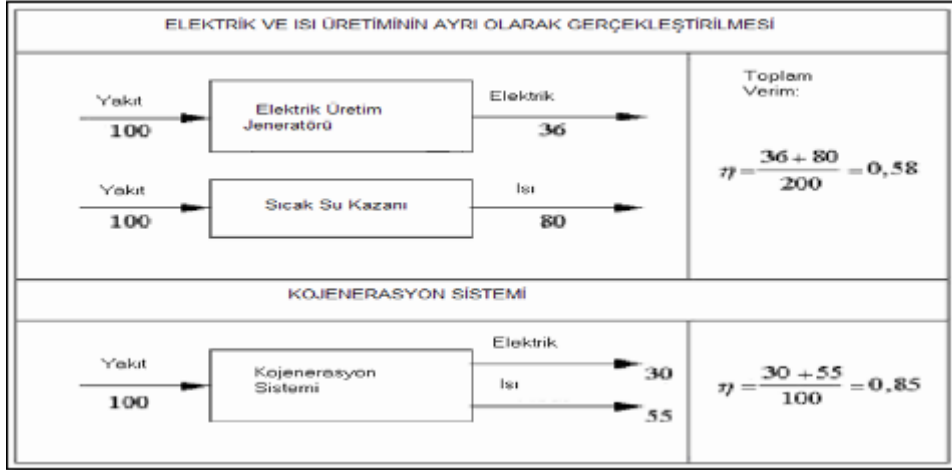 ELEKTRİK VE ISI ÜRETİMİNİN AYRI OLARAK GERÇEKLEŞTİRİLMESİ
Yakıt
100
Elektrik Üretim
Jeneratörü
Elektrik
36
Yakıt
100
Sıcak Su Kazanı
Isı
80
Toplam
Verim:
η = (36 + 80) / 200 = 0,58
KOJENERASYON SİSTEMİ
Yakıt
100
Kojenerasyon
Sistemi
Elektrik
30
Isı
55
η = (30 + 55) / 100 = 0,85